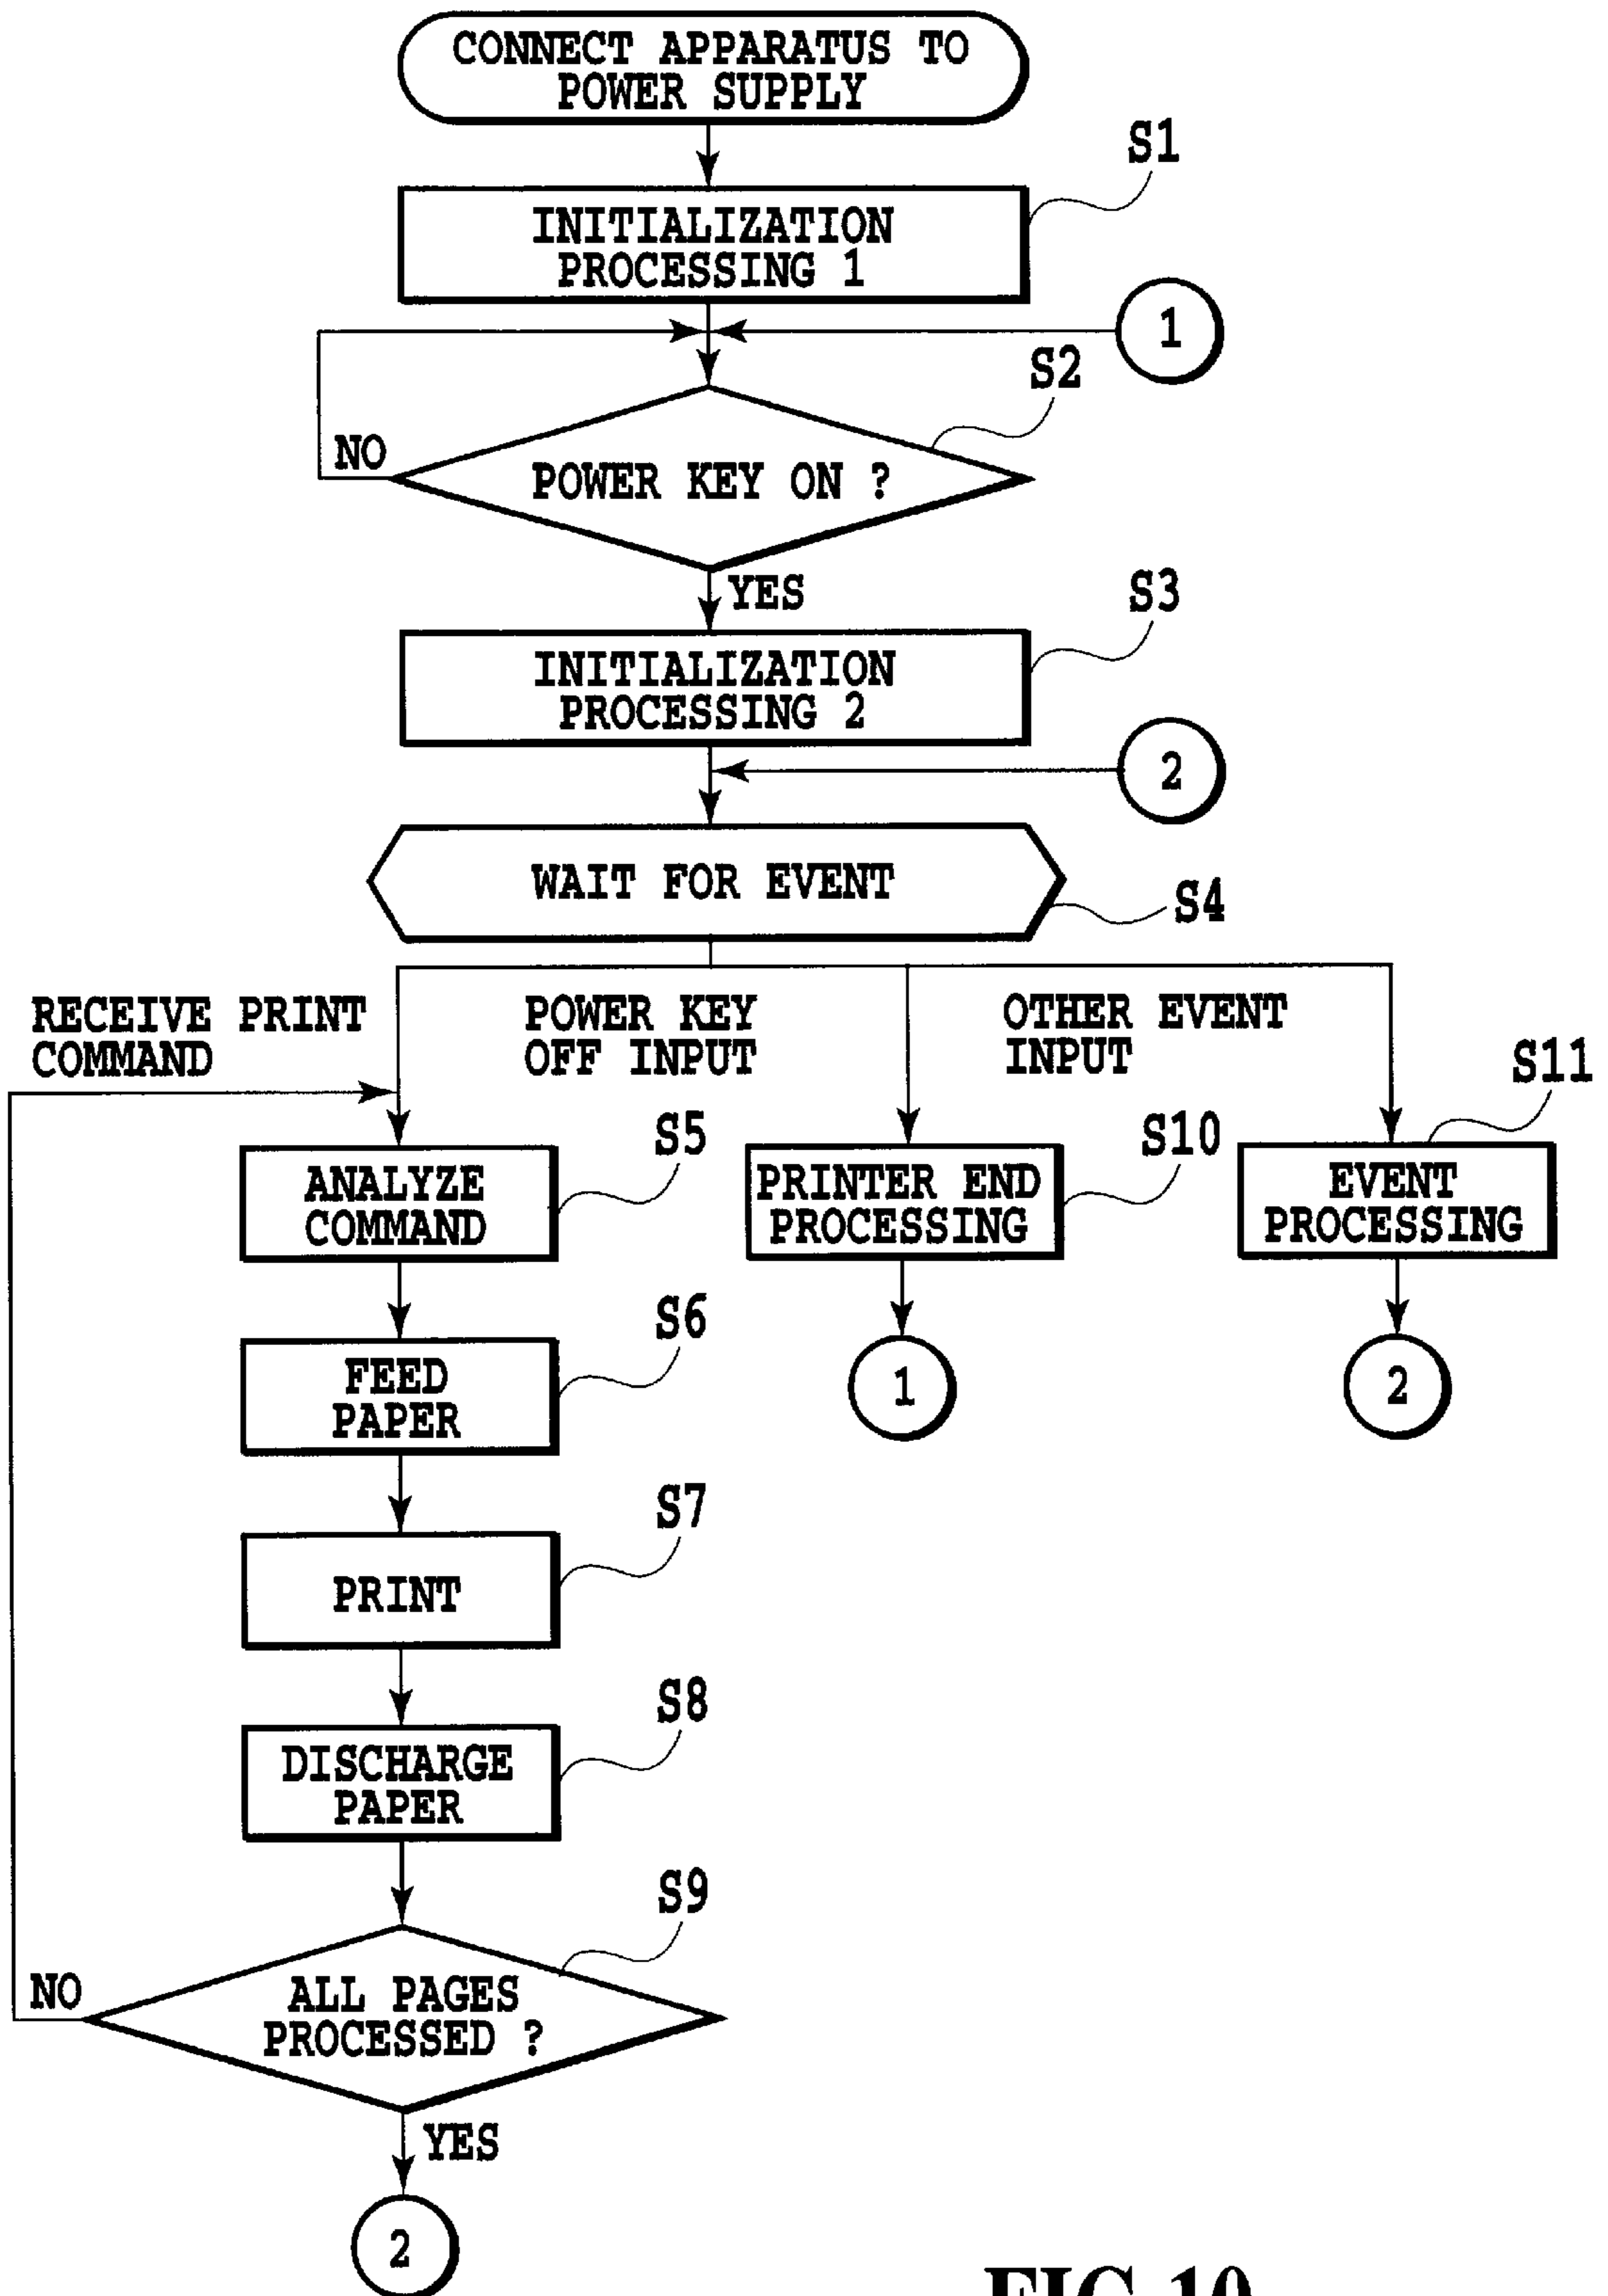 CONNECT APPARATUS TO
POWER SUPPLY
S1
INITIALIZATION
PROCESSING 1
1
S2
NO
POWER KEY ON ?
YES
S3
INITIALIZATION
PROCESSING 2
2
WAIT FOR EVENT
S4
RECEIVE PRINT
COMMAND
POWER KEY
OFF INPUT
OTHER EVENT
INPUT
S11
S5
S10
ANALYZE
COMMAND
PRINTER END
PROCESSING
EVENT
PROCESSING
S6
FEED
PAPER
1
2
S7
PRINT
S8
DISCHARGE
PAPER
S9
NO
ALL PAGES
PROCESSED ?
YES
2
FIG.10